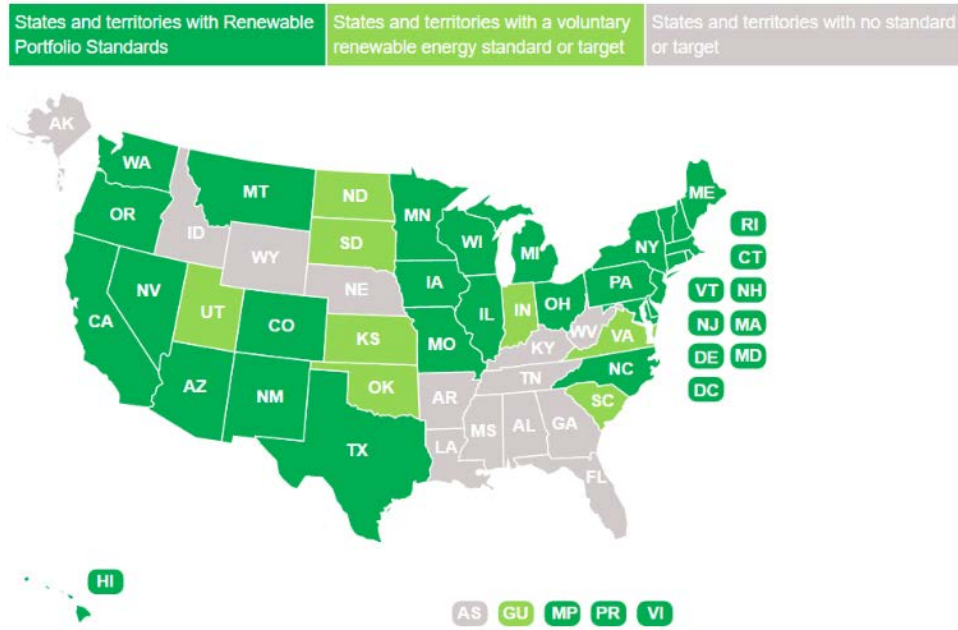 States and territories with Renewable
Portfolio Standards
States and territories with a voluntary
renewable energy standard or target
States and territories with no standard
or target
AK
WA
MT
ND
MN
ME
OR
ID
SD
WI
MI
NY
RI
WY
CT
IA
PA
NE
VT
NH
NV
IL
IN
OH
UT
CO
CA
KS
MO
WV
VA
NJ
MA
KY
DE
MD
NC
TN
AZ
NM
OK
AR
DC
SC
MS
AL
GA
TX
LA
FL
HI
AS
GU
MP
PR
VI